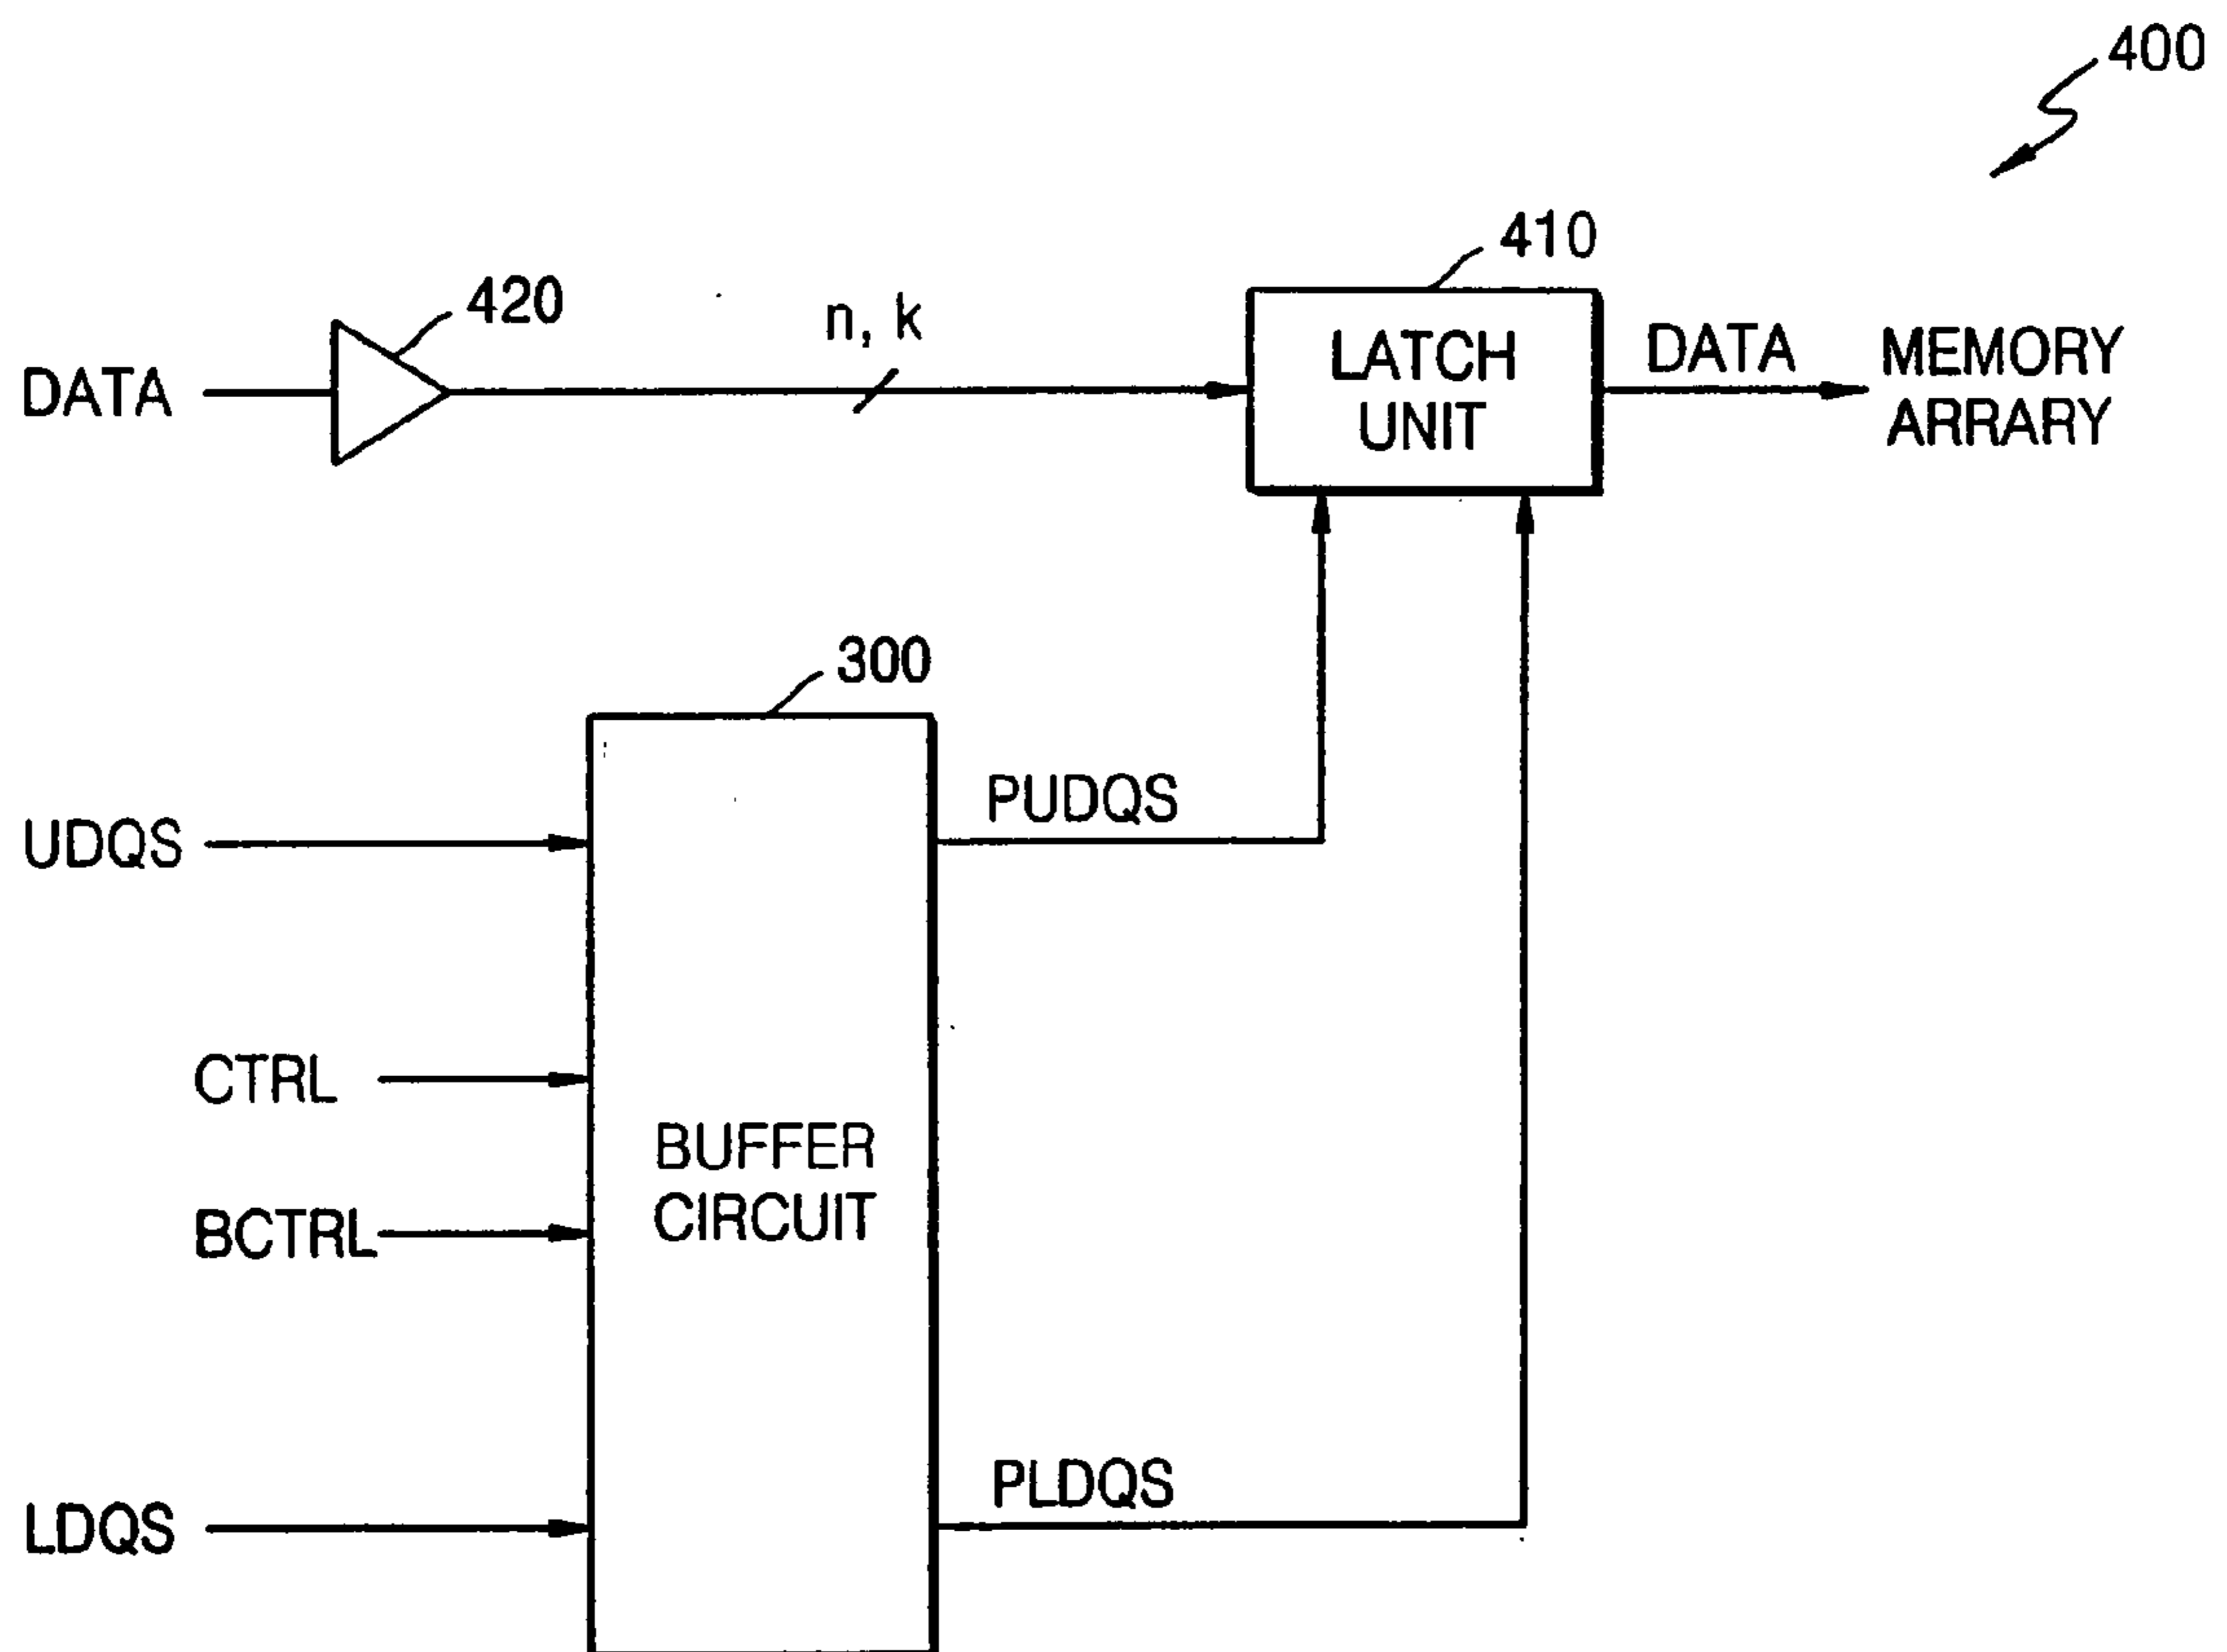 400
410
420
n, k
DATA
LATCH
UNIT
DATA
MEMORY
ARRARY
300
UDQS
PUDQS
CTRL
BUFFER
CIRCUIT
BCTRL
LDQS
PLDQS